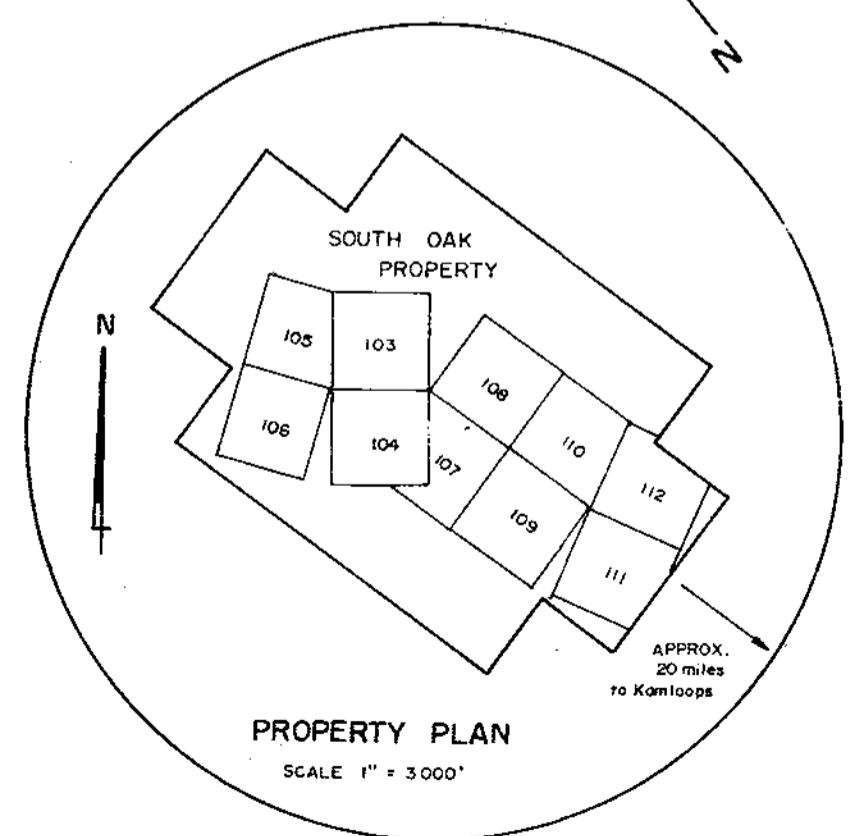 N
SOUTH OAK
PROPERTY
N
105
103
108
106
104
107
110
109
112
111
APPROX.
20 miles
to Kamloops
PROPERTY PLAN
SCALE 1" = 3000'